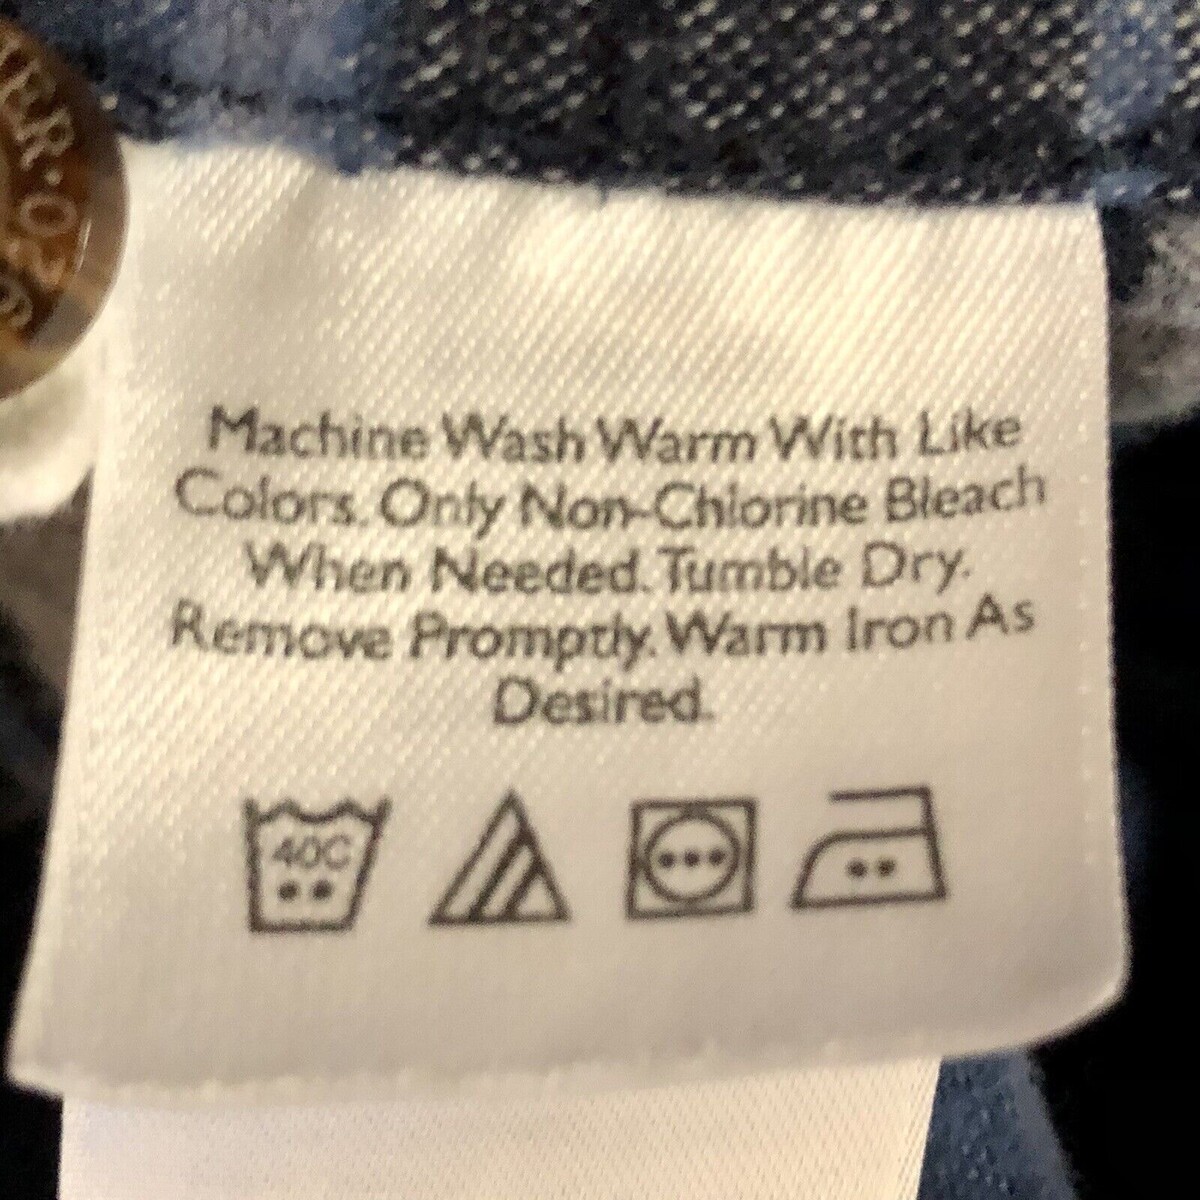 Machine Wash Warm With Like
Colors. Only Non-Chlorine Bleach
When Needed. Tumble Dry.
Remove Promptly. Warm Iron As
Desired.
40C